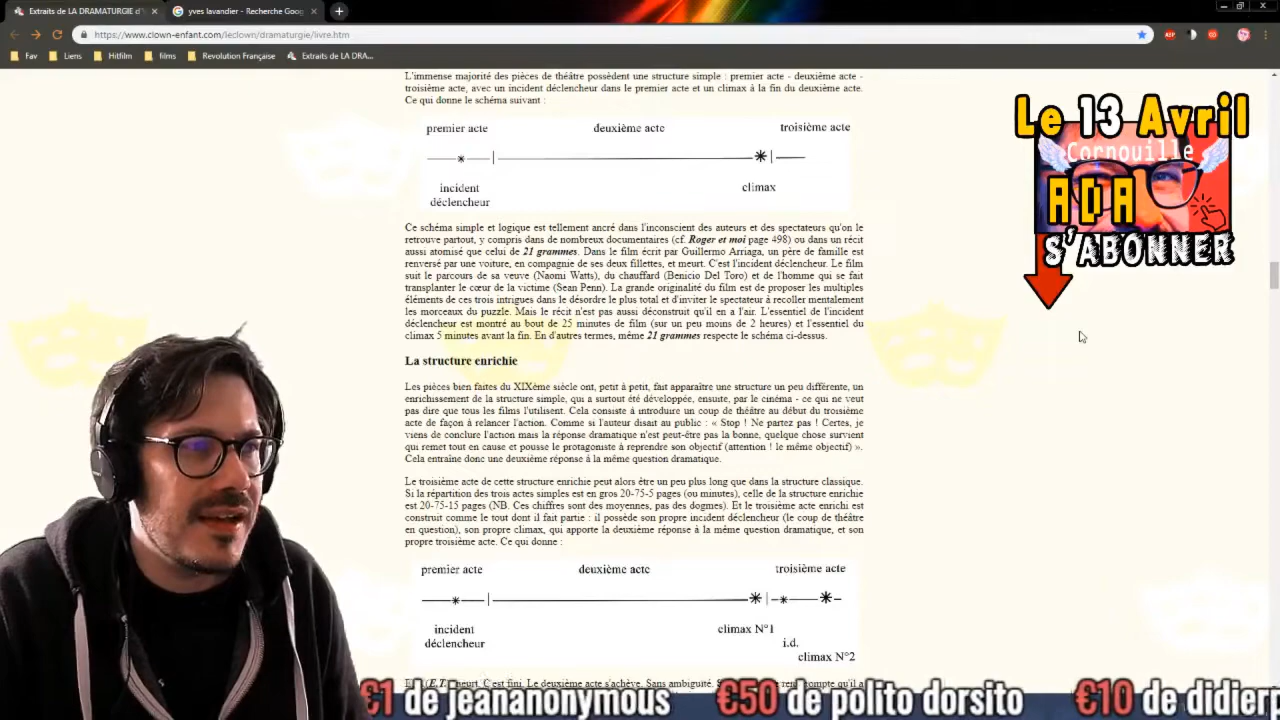 Extraits de LA DRAMATURGIE d'
yves lavandier - Recherche Goog
https://www.clown-enfant.com/leclown/dramaturgie/livre.htm
Fav
Liens
Hitfilm
films
Revolution Française
Extraits de LA DRA...
L'immense majorité des pièces de théâtre possèdent une structure simple : premier acte - deuxième acte -
troisième acte, avec un incident déclencheur dans le premier acte et un climax à la fin du deuxième acte.
Ce qui donne le schéma suivant :
premier acte
deuxième acte
troisième acte
incident
déclencheur
climax
Ce schéma simple et logique est tellement ancré dans l'inconscient des auteurs et des spectateurs qu'on le
retrouve partout, y compris dans de nombreux documentaires (cf. Roger et moi page 498) ou dans un récit
aussi atomisé que celui de 21 grammes. Dans le film écrit par Guillermo Arriaga, un père de famille est
renversé par une voiture, en compagnie de ses deux fillettes, et meurt. C'est l'incident déclencheur. Le film
suit le parcours de sa veuve (Naomi Watts), du chauffard (Benicio Del Toro) et de l'homme qui se fait
transplanter le cœur de la victime (Sean Penn). La grande originalité du film est de proposer les multiples
éléments de ces trois intrigues dans le désordre le plus total et d'inviter le spectateur à recoller mentalement
les morceaux du puzzle. Mais le récit n'est pas aussi déconstruit qu'il en a l'air. L'essentiel de l'incident
déclencheur est montré au bout de 25 minutes de film (sur un peu moins de 2 heures) et l'essentiel du
climax 5 minutes avant la fin. En d'autres termes, même 21 grammes respecte le schéma ci-dessus.
La structure enrichie
Les pièces bien faites du XIXème siècle ont, petit à petit, fait apparaître une structure un peu différente, un
enrichissement de la structure simple, qui a surtout été développée, ensuite, par le cinéma - ce qui ne veut
pas dire que tous les films l'utilisent. Cela consiste à introduire un coup de théâtre au début du troisième
acte de façon à relancer l'action. Comme si l'auteur disait au public : « Stop ! Ne partez pas ! Certes, je
viens de conclure l'action mais la réponse dramatique n'est peut-être pas la bonne, quelque chose survient
qui remet tout en cause et pousse le protagoniste à reprendre son objectif (attention ! le même objectif) ».
Cela entraîne donc une deuxième réponse à la même question dramatique.
Le troisième acte de cette structure enrichie peut alors être un peu plus long que dans la structure classique.
Si la répartition des trois actes simples est en gros 20-75-5 pages (ou minutes), celle de la structure enrichie
est 20-75-15 pages (NB. Ces chiffres sont des moyennes, pas des dogmes). Et le troisième acte enrichi est
construit comme le tout dont il fait partie : il possède son propre incident déclencheur (le coup de théâtre
en question), son propre climax, qui apporte la deuxième réponse à la même question dramatique, et son
propre troisième acte. Ce qui donne :
premier acte
deuxième acte
troisième acte
incident
déclencheur
climax N°1
i.d.
climax N°2
meurt. C'est fini. Le deuxième acte s'achève. Sans ambiguïté.
Le 13 Avril
Cornouille
ADA
S'ABONNER
€1 de jeananonymous
€50 de polito dorsito
€10 de didierp